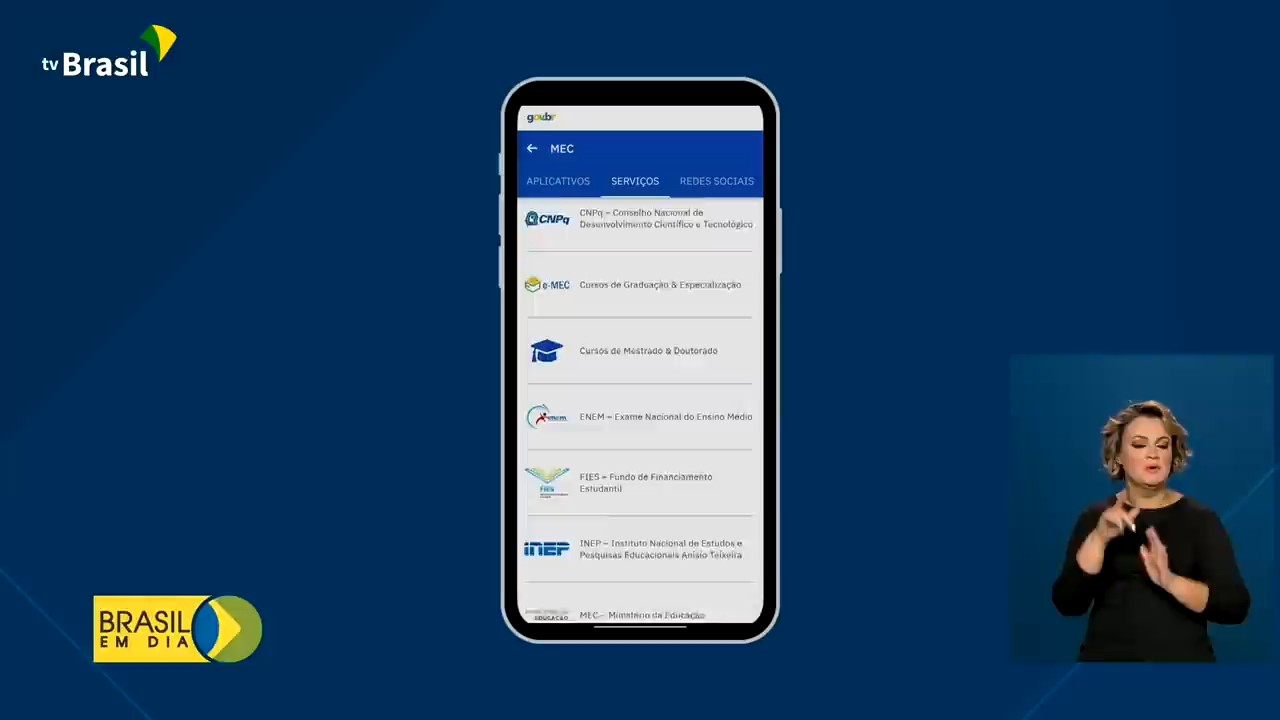 tv Brasil
gov.br
MEC
APLICATIVOS SERVIÇOS REDES SOCIAIS
CNPq
CNPq – Conselho Nacional de
Desenvolvimento Científico e Tecnológico
e-MEC
Cursos de Graduação & Especialização
Cursos de Mestrado & Doutorado
enem
ENEM – Exame Nacional do Ensino Médio
FIES
FIES – Fundo de Financiamento
Estudantil
INEP
INEP – Instituto Nacional de Estudos e
Pesquisas Educacionais Anísio Teixeira
EDUCAÇÃO
MEC – Ministério da Educação
BRASIL
EM DIA